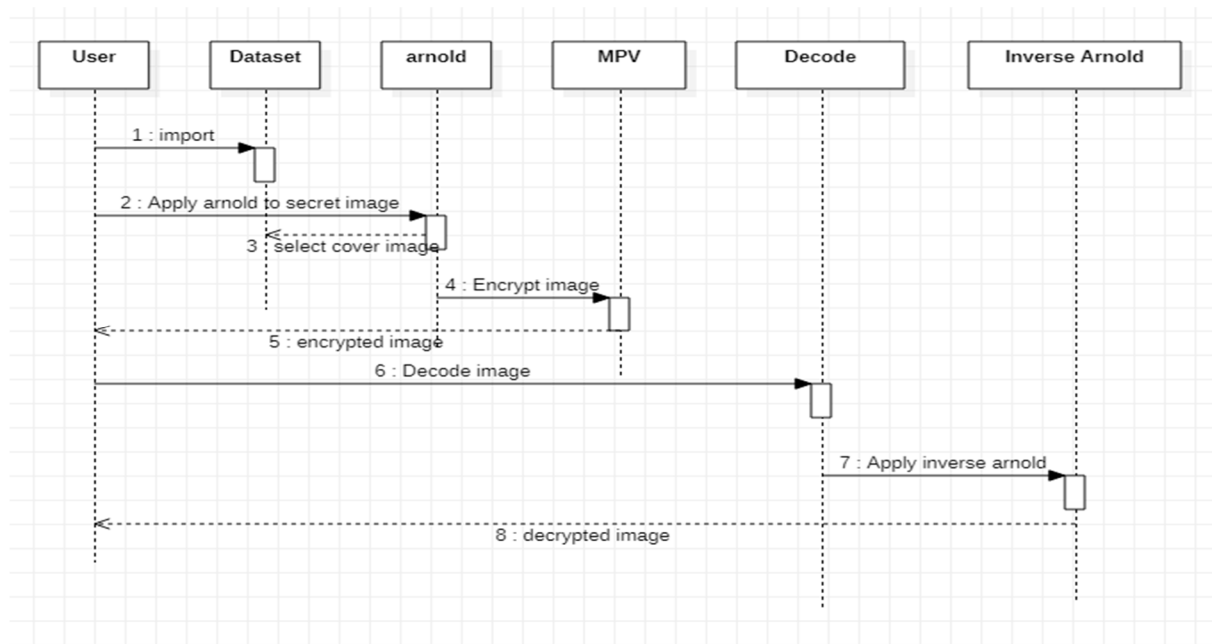 User
Dataset
arnold
MPV
Decode
Inverse Arnold
1 : import
2 : Apply arnold to secret image
3 : select cover image
4 : Encrypt image
5 : encrypted image
6 : Decode image
7 : Apply inverse arnold
8 : decrypted image